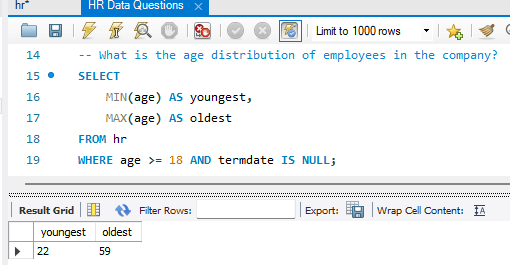 hr*
HR Data Questions
Limit to 1000 rows
14 -- What is the age distribution of employees in the company?
15 SELECT
16 MIN(age) AS youngest,
17 MAX(age) AS oldest
18 FROM hr
19 WHERE age >= 18 AND termdate IS NULL;
Result Grid Filter Rows: Export: Wrap Cell Content: IA
youngest oldest
22 59